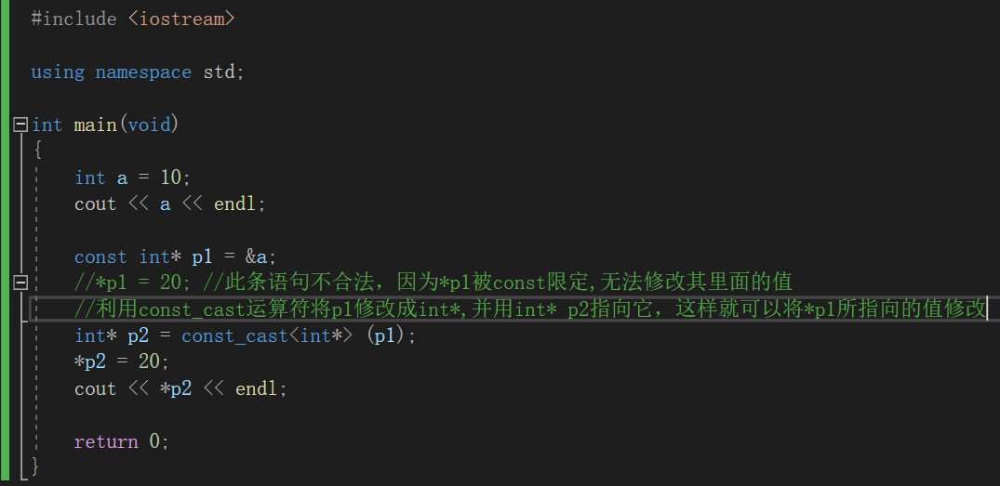 #include <iostream>
using namespace std;
int main(void)
{
int a = 10;
cout << a << endl;
const int* p1 = &a;
//*p1 = 20; //此条语句不合法，因为*p1被const限定,无法修改其里面的值
//利用const_cast运算符将p1修改成int*,并用int* p2指向它，这样就可以将*p1所指向的值修改
int* p2 = const_cast<int*> (p1);
*p2 = 20;
cout << *p2 << endl;
return 0;
}